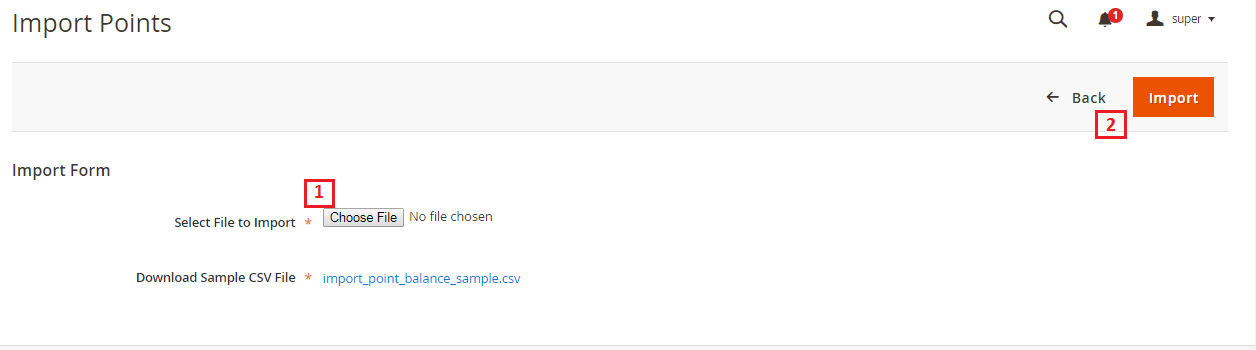 Import Points
1
super
Back
Import
2
Import Form
1
Select File to Import *
Choose File No file chosen
Download Sample CSV File * import_point_balance_sample.csv